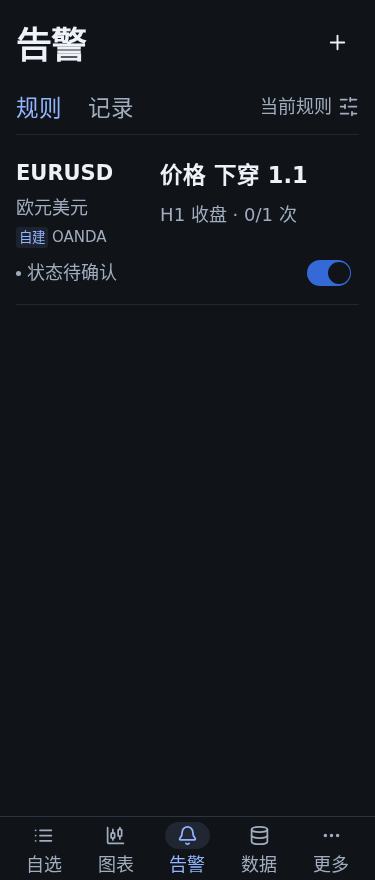 告警
规则 记录 当前规则
EURUSD 价格 下穿 1.1
欧元美元 H1 收盘 · 0/1 次
自建 OANDA
• 状态待确认
自选 图表 告警 数据 更多